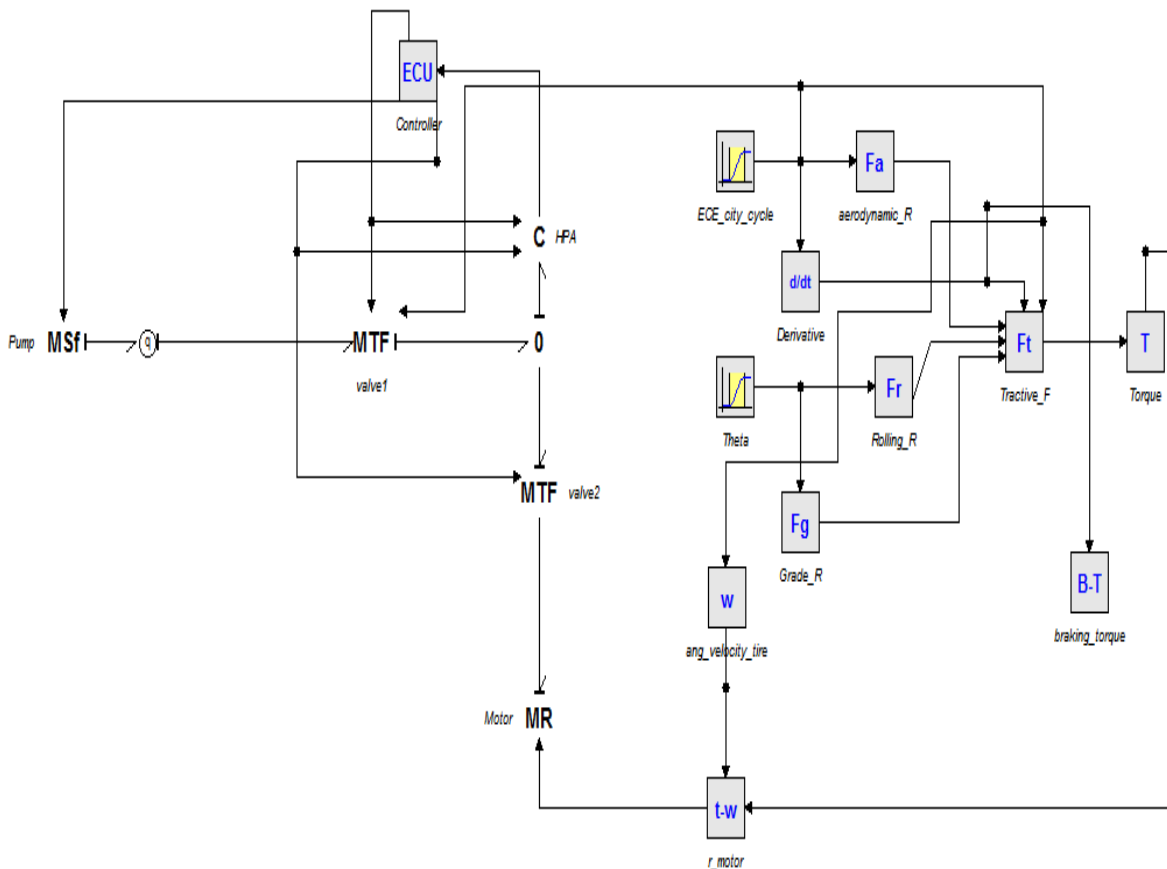 ECU
Controller
Fa
ECE_city_cycle
aerodynamic_R
C
HPA
d/dt
Derivative
Pump
MSf
q
MTF
valve1
0
Ft
Tractive_F
T
Torque
Theta
Fr
Rolling_R
MTF
valve2
Fg
Grade_R
w
ang_velocity_tire
B-T
braking_torque
Motor
MR
t-w
r_motor